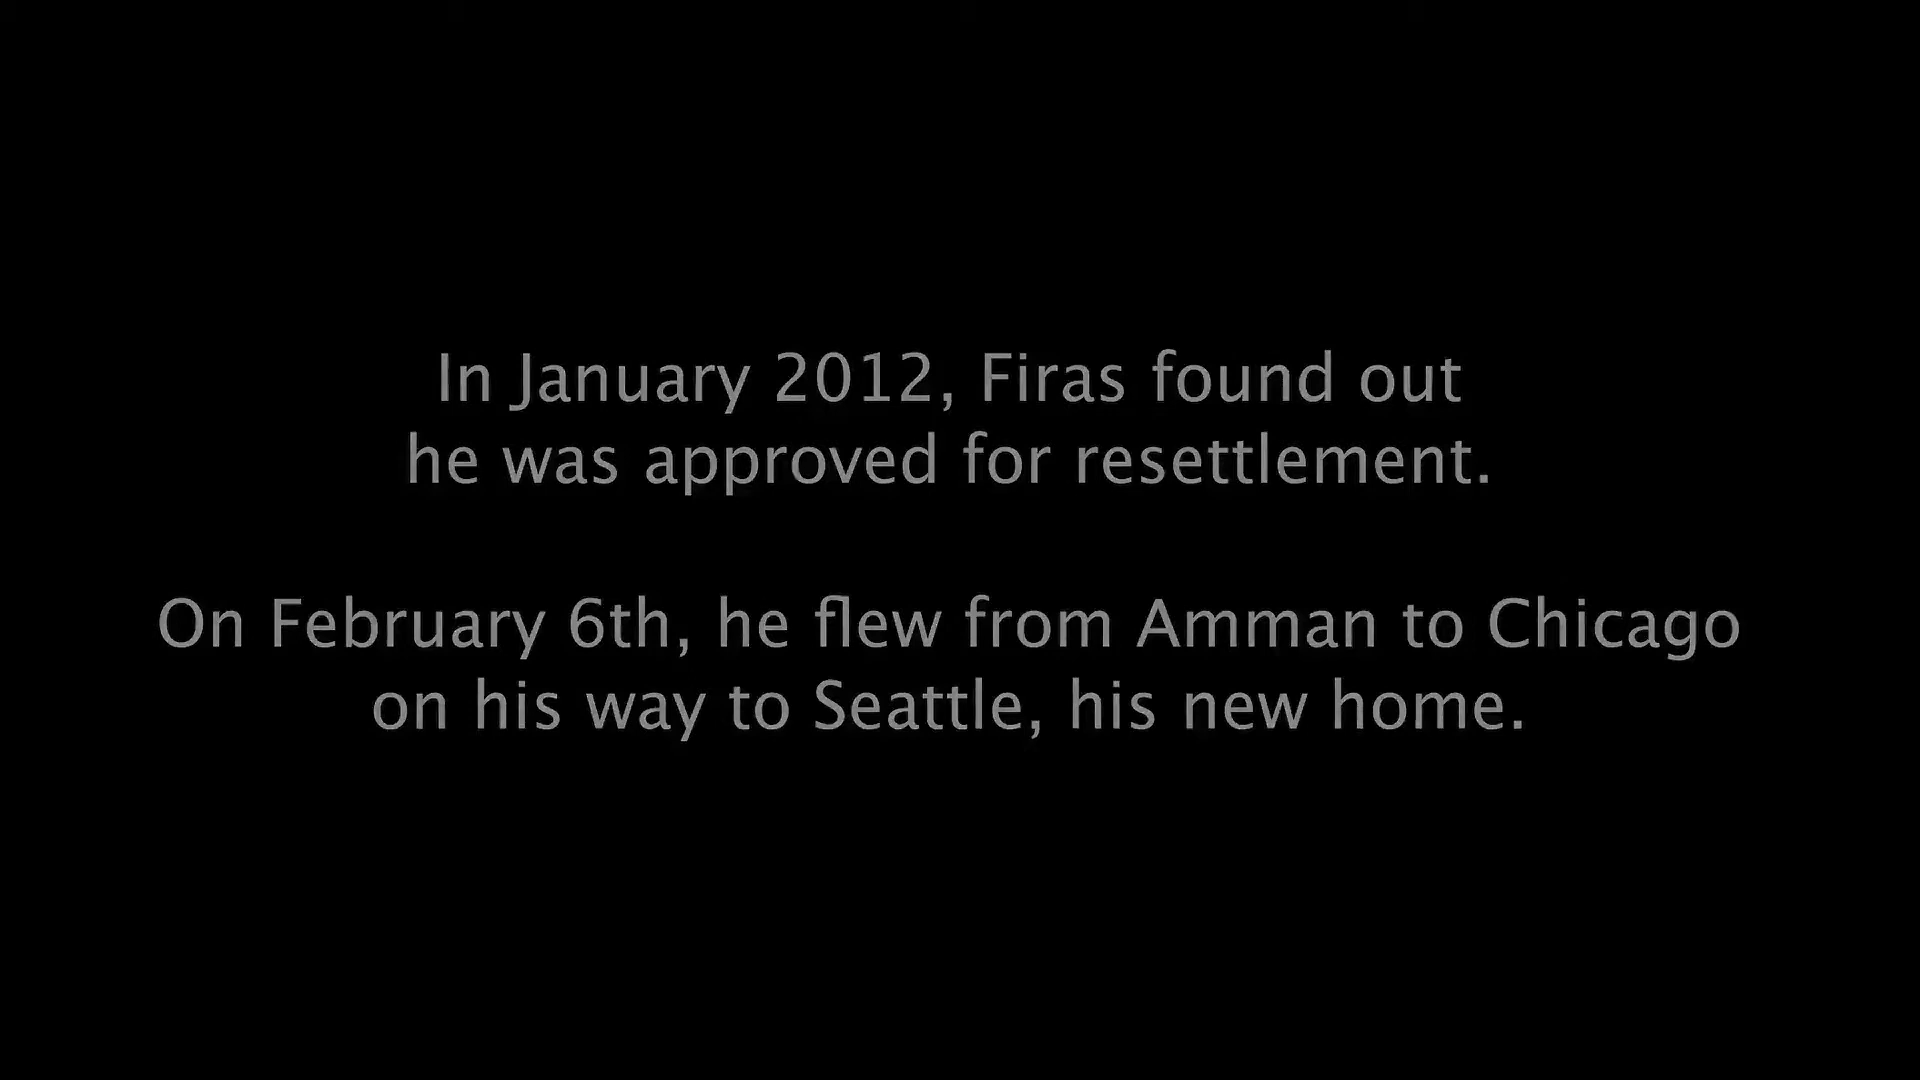 In January 2012, Firas found out
he was approved for resettlement.
On February 6th, he flew from Amman to Chicago
on his way to Seattle, his new home.